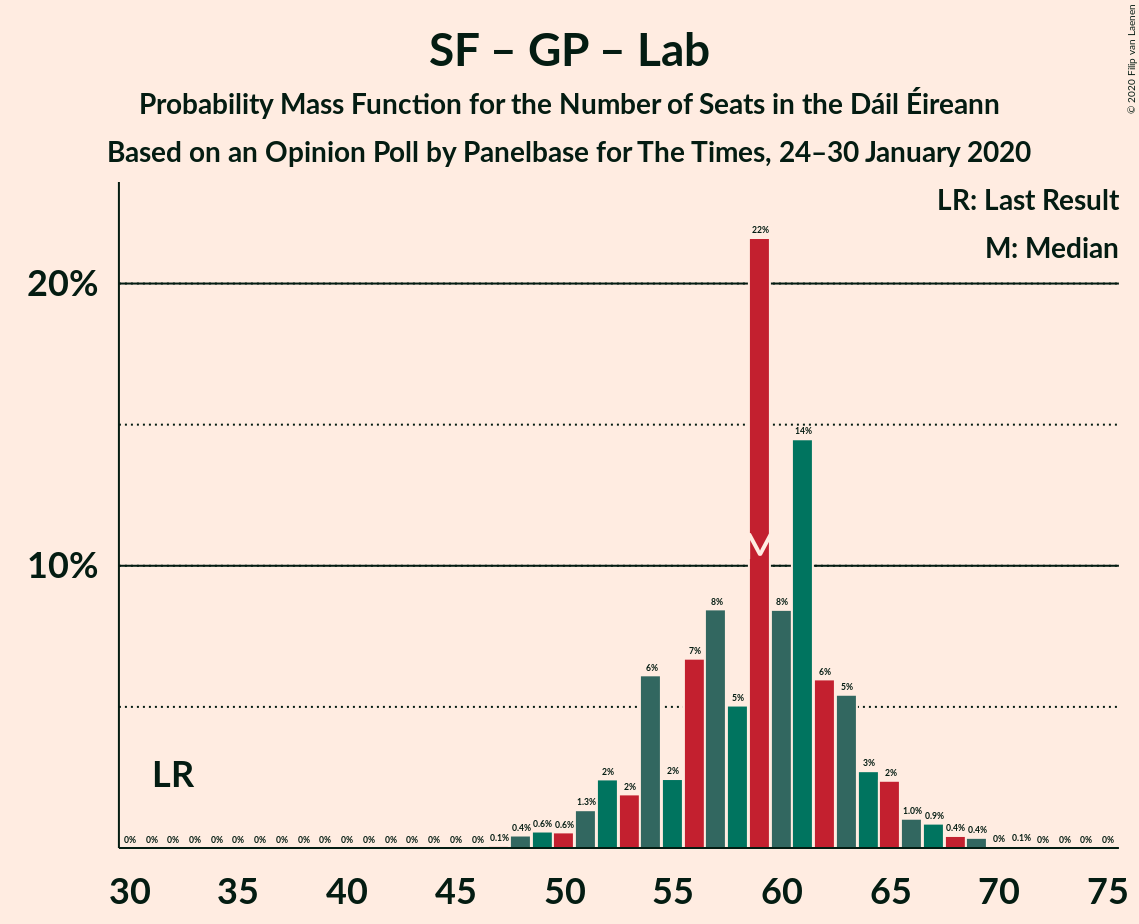 SF – GP – Lab
Probability Mass Function for the Number of Seats in the Dáil Éireann
Based on an Opinion Poll by Panelbase for The Times, 24–30 January 2020
© 2020 Filip van Laenen
LR: Last Result
M: Median
22%
20%
14%
10%
8%
8%
7%
6%
6%
5%
5%
LR
2%
2%
2%
3%
2%
1.3%
1.0%
0.9%
0% 0% 0% 0% 0% 0% 0% 0% 0% 0% 0% 0% 0% 0% 0% 0% 0% 0.1% 0.4% 0.6% 0.6% 0.4% 0.4% 0% 0.1% 0% 0% 0% 0%
M
30 35 40 45 50 55 60 65 70 75